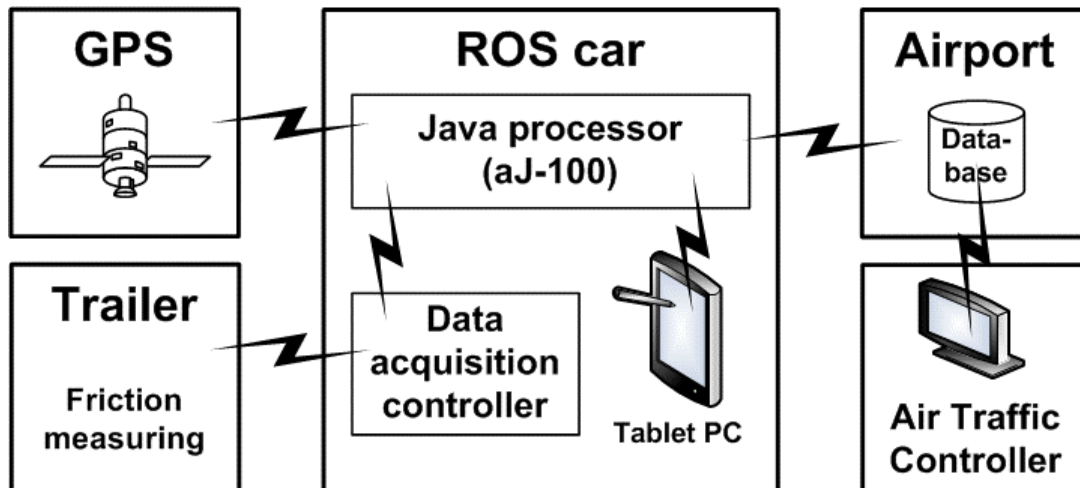 GPS
ROS car
Java processor
(aJ-100)
Airport
Data-
base
Trailer
Friction
measuring
Data
acquisition
controller
Tablet PC
Air Traffic
Controller